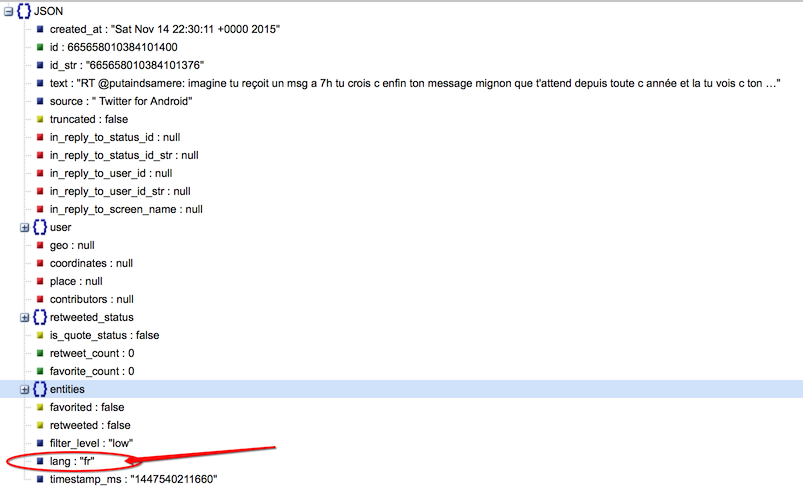 JSON
created_at : "Sat Nov 14 22:30:11 +0000 2015"
id : 665658010384101400
id_str : "665658010384101376"
text : "RT @putaindsamere: imagine tu reçoit un msg a 7h tu crois c enfin ton message mignon que t'attend depuis toute c année et la tu vois c ton ..."
source : " Twitter for Android"
truncated : false
in_reply_to_status_id : null
in_reply_to_status_id_str : null
in_reply_to_user_id : null
in_reply_to_user_id_str : null
in_reply_to_screen_name : null
user
geo : null
coordinates : null
place : null
contributors : null
retweeted_status
is_quote_status : false
retweet_count : 0
favorite_count : 0
entities
favorited : false
retweeted : false
filter_level : "low"
lang : "fr"
timestamp_ms : "1447540211660"